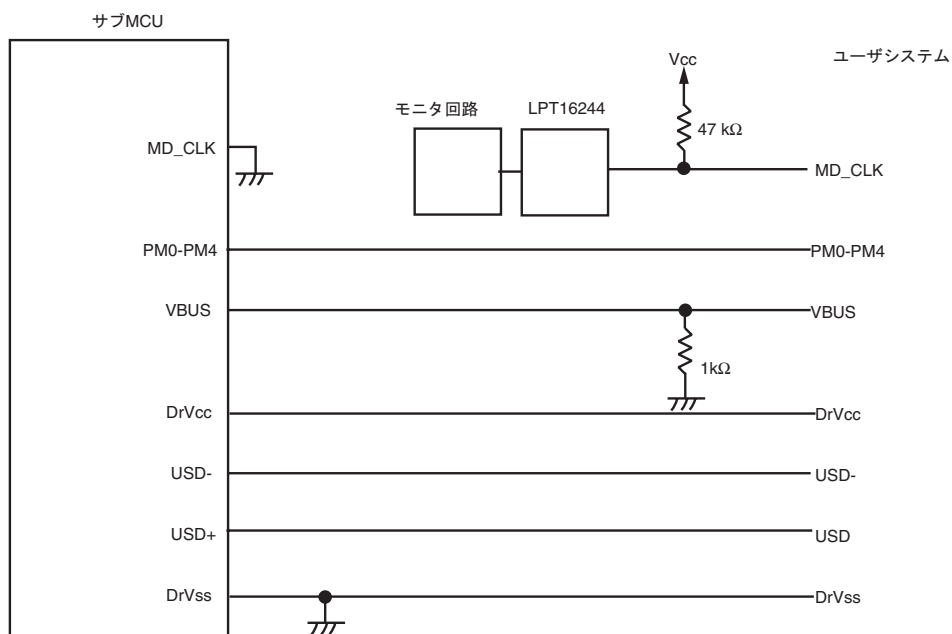 サブMCU
ユーザシステム
Vcc
モニタ回路
LPT16244
47 kΩ
MD_CLK
MD_CLK
PM0-PM4
PM0-PM4
VBUS
VBUS
1kΩ
DrVcc
DrVcc
USD-
USD-
USD+
USD
DrVss
DrVss